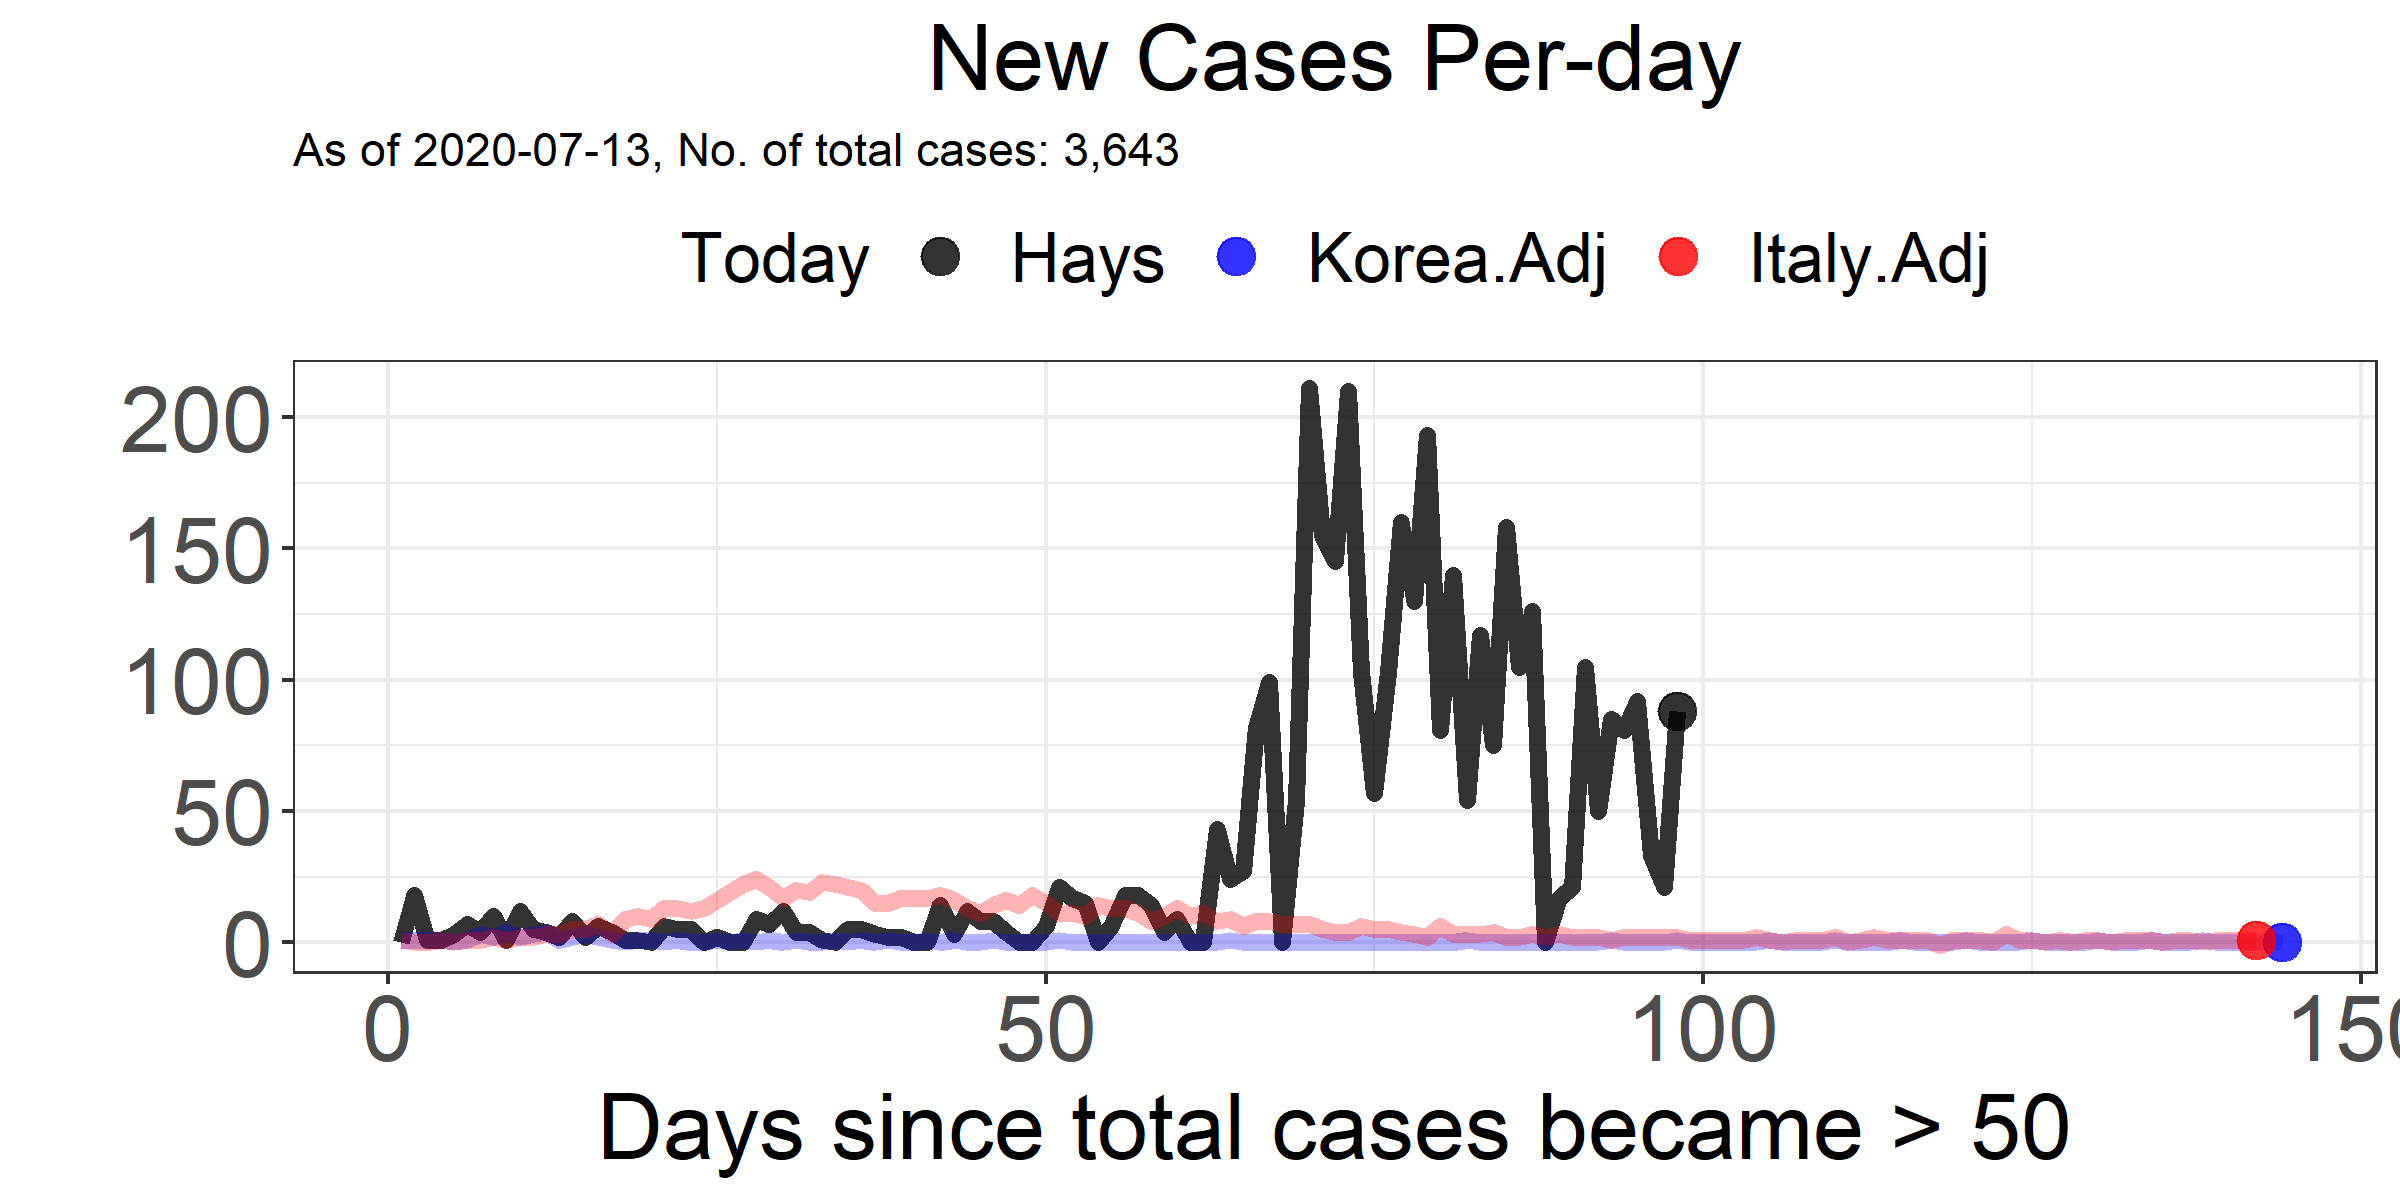 New Cases Per-day
As of 2020-07-13, No. of total cases: 3,643
Today Hays Korea.Adj Italy.Adj
200
150
100
50
0
0 50 100 150
Days since total cases became > 50